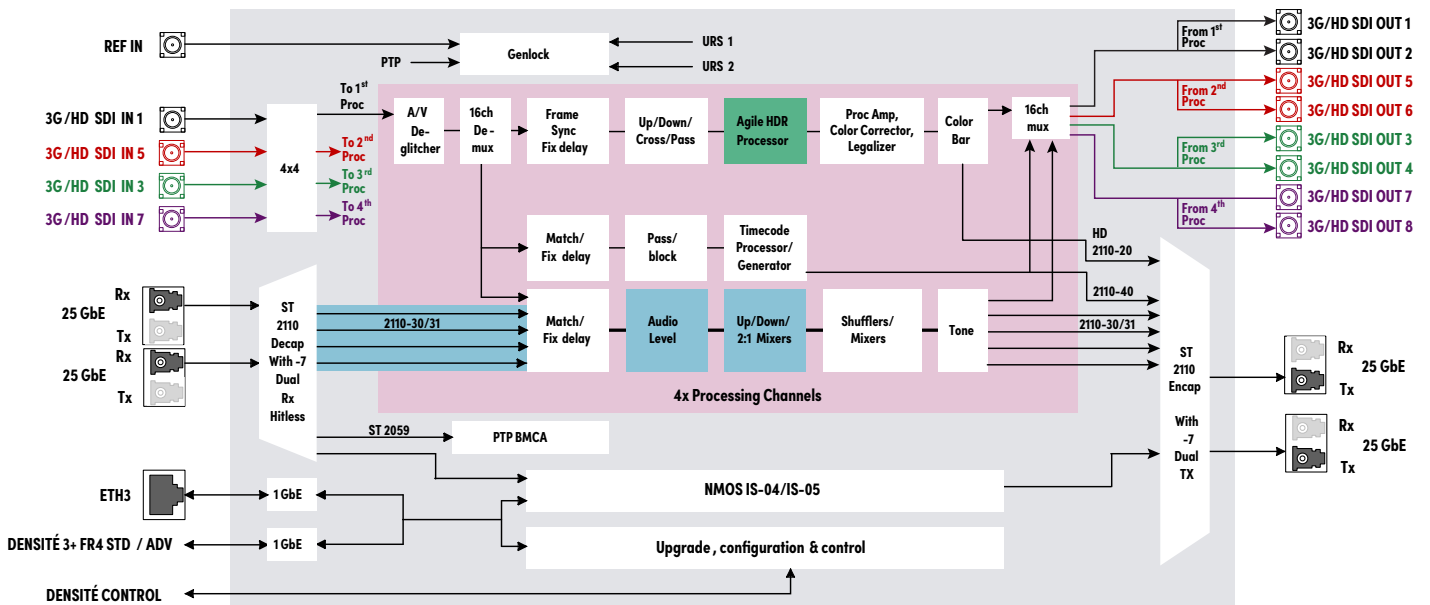 REF IN
PTP
Genlock
URS 1
URS 2
3G/HD SDI IN 1
3G/HD SDI IN 5
3G/HD SDI IN 3
3G/HD SDI IN 7
4x4
To 1st
Proc
To 2nd
Proc
To 3rd
Proc
To 4th
Proc
A/V
De-
glitcher
16ch
De -
mux
Frame
Sync
Fix delay
Up/Down/
Cross/Pass
Agile HDR
Processor
Proc Amp,
Color Corrector,
Legalizer
Color
Bar
16ch
mux
From 1st
Proc
From 2nd
Proc
From 3rd
Proc
From 4th
Proc
3G/HD SDI OUT 1
3G/HD SDI OUT 2
3G/HD SDI OUT 5
3G/HD SDI OUT 6
3G/HD SDI OUT 3
3G/HD SDI OUT 4
3G/HD SDI OUT 7
3G/HD SDI OUT 8
Match/
Fix delay
Pass/
block
Timecode
Processor/
Generator
HD
2110-20
2110-40
2110-30/31
Rx
25 GbE
Tx
Rx
25 GbE
Tx
ST
2110
Decap
With -7
Dual
Rx
Hitless
2110-30/31
Match/
Fix delay
Audio
Level
Up/Down/
2:1 Mixers
Shufflers/
Mixers
Tone
4x Processing Channels
ST
2110
Encap
With
-7
Dual
TX
Rx
25 GbE
Tx
Rx
25 GbE
Tx
ST 2059
PTP BMCA
ETH3
1 GbE
NMOS IS-04/IS-05
DENSITÉ 3+ FR4 STD / ADV
1 GbE
Upgrade , configuration & control
DENSITÉ CONTROL